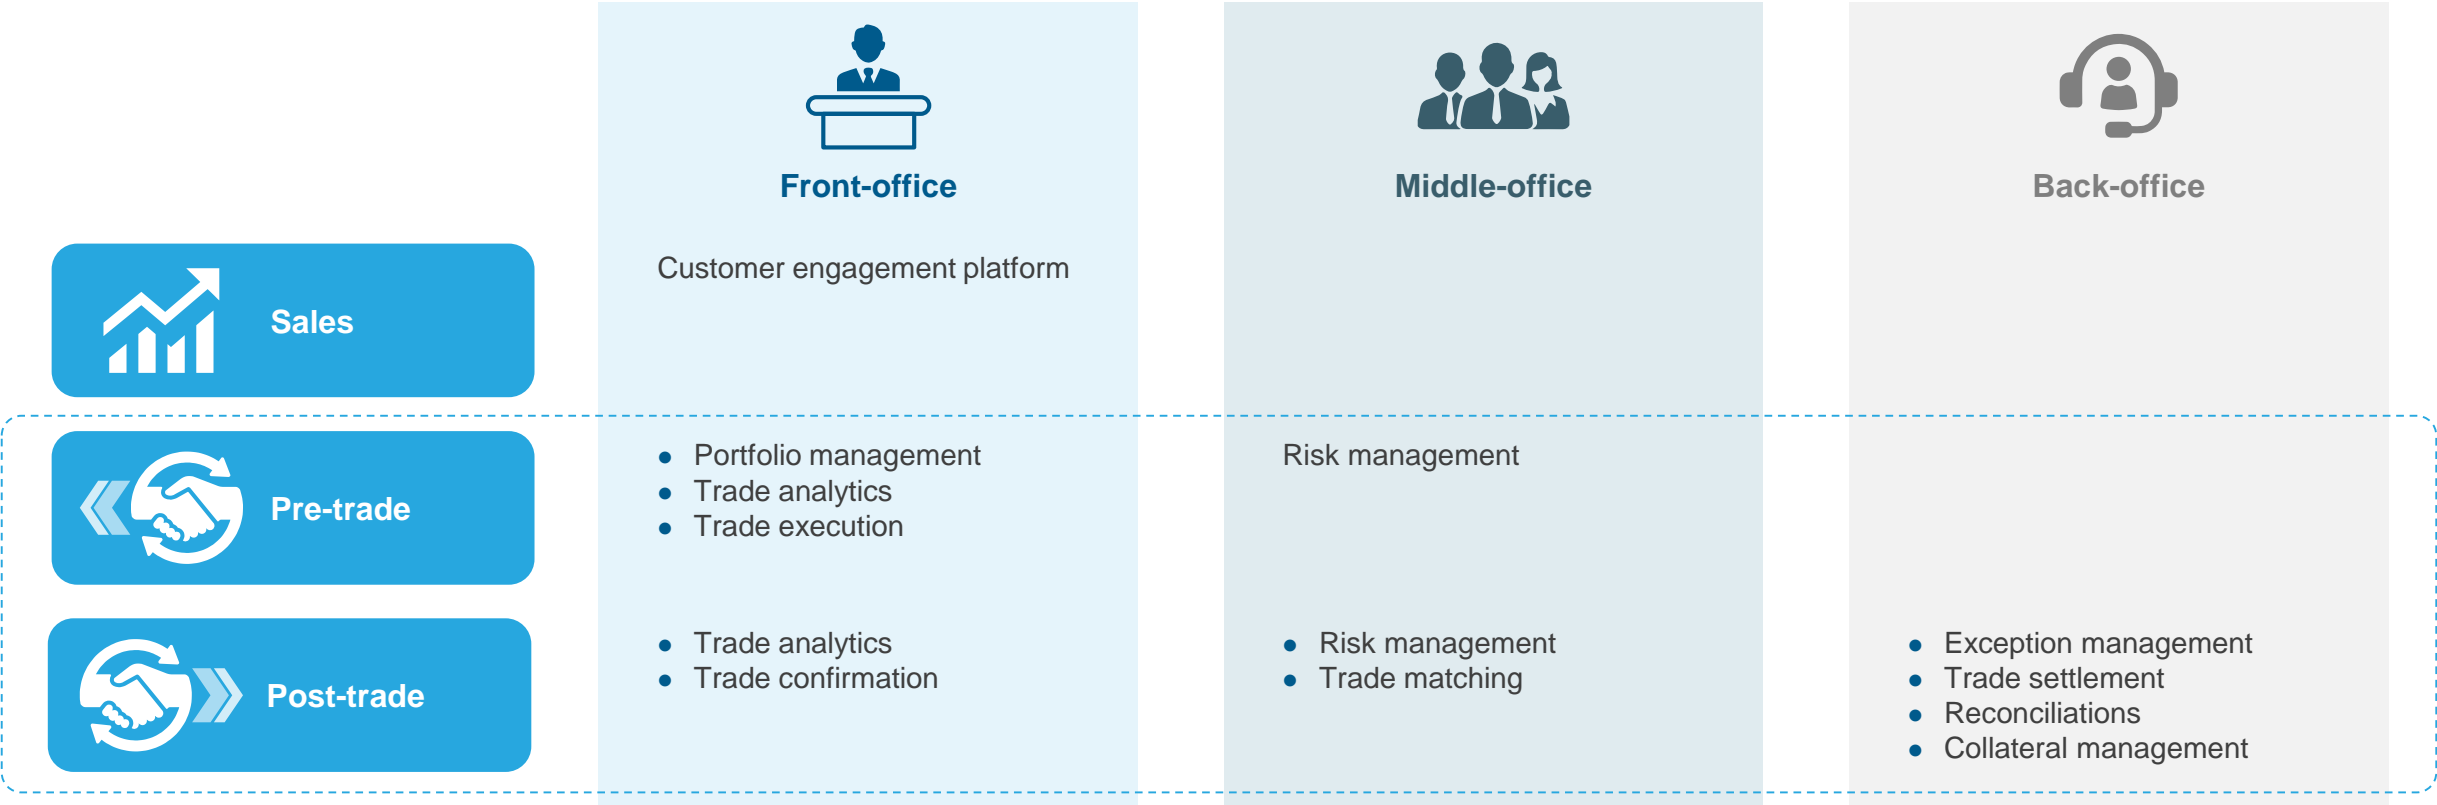 Front-office
Middle-office
Back-office
Sales
Customer engagement platform
Pre-trade
● Portfolio management
● Trade analytics
● Trade execution
Risk management
Post-trade
● Trade analytics
● Trade confirmation
● Risk management
● Trade matching
● Exception management
● Trade settlement
● Reconciliations
● Collateral management